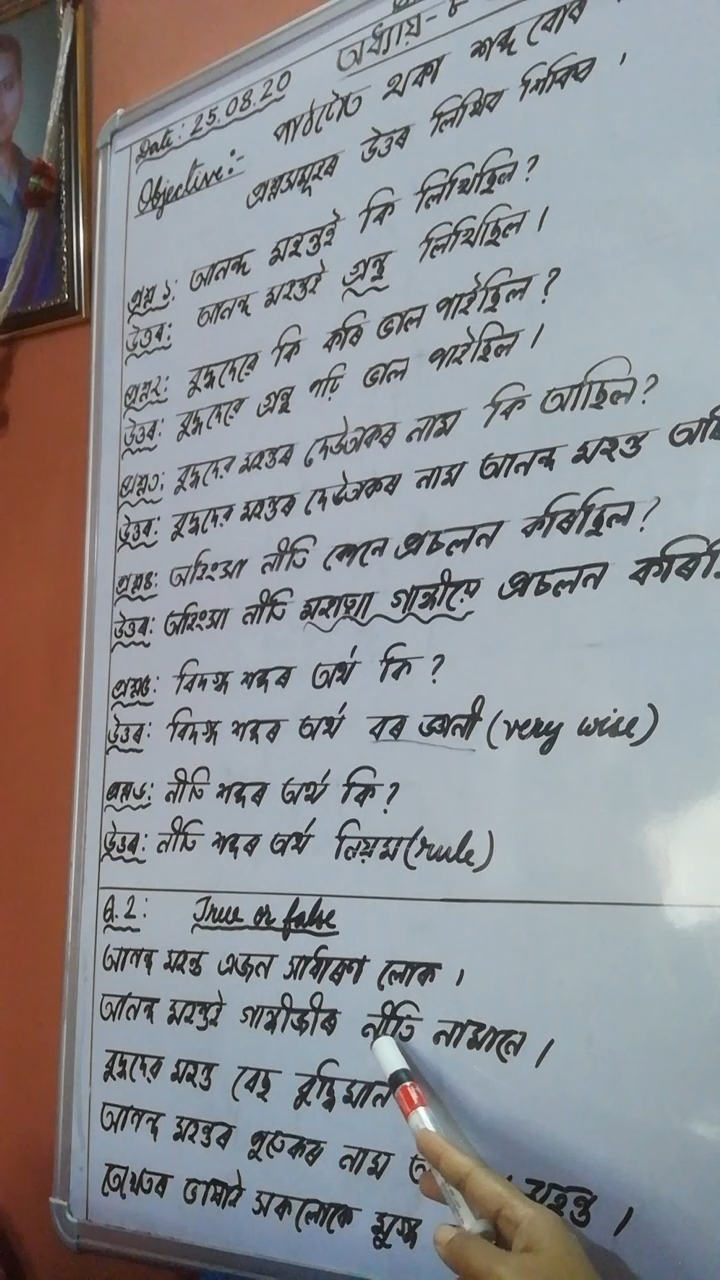 অধ্যায়-৮
Date: 25.08.20
Objective:- পাঠটোত থকা শব্দ বোৰ
প্ৰশ্নসমূহৰ উত্তৰ লিখিব শিকিব ।
প্ৰশ্ন ১: আনন্দ মহন্তই কি লিখিছিল?
উত্তৰ: আনন্দ মহন্তই গ্ৰন্থ লিখিছিল ।
প্ৰশ্ন২: বুদ্ধদেৱে কি কৰি ভাল পাইছিল?
উত্তৰ: বুদ্ধদেৱে গ্ৰন্থ পঢ়ি ভাল পাইছিল ।
প্ৰশ্ন৩: বুদ্ধদেৱ মহন্তৰ দেউতাকৰ নাম কি আছিল?
উত্তৰ: বুদ্ধদেৱ মহন্তৰ দেউতাকৰ নাম আনন্দ মহন্ত
প্ৰশ্ন৪: অহিংসা নীতি কোনে প্ৰচলন কৰিছিল?
উত্তৰ: অহিংসা নীতি মহাত্মা গান্ধীয়ে প্ৰচলন
প্ৰশ্ন৫: বিদগ্ধ শব্দৰ অৰ্থ কি?
উত্তৰ: বিদগ্ধ শব্দৰ অৰ্থ বৰ জ্ঞানী (very wise)
প্ৰশ্ন৬: নীতি শব্দৰ অৰ্থ কি?
উত্তৰ: নীতি শব্দৰ অৰ্থ নিয়ম(rule)
Q.2: True or false
আনন্দ মহন্ত এজন সাধাৰণ লোক ।
আনন্দ মহন্তই গান্ধীজীৰ নীতি নামানে ।
বুদ্ধদেৱ মহন্ত বেছ বুদ্ধিমান
আনন্দ মহন্তৰ পুতেকৰ নাম মহন্ত ।
তেখেতৰ ভাষাই সকলোকে মুগ্ধ